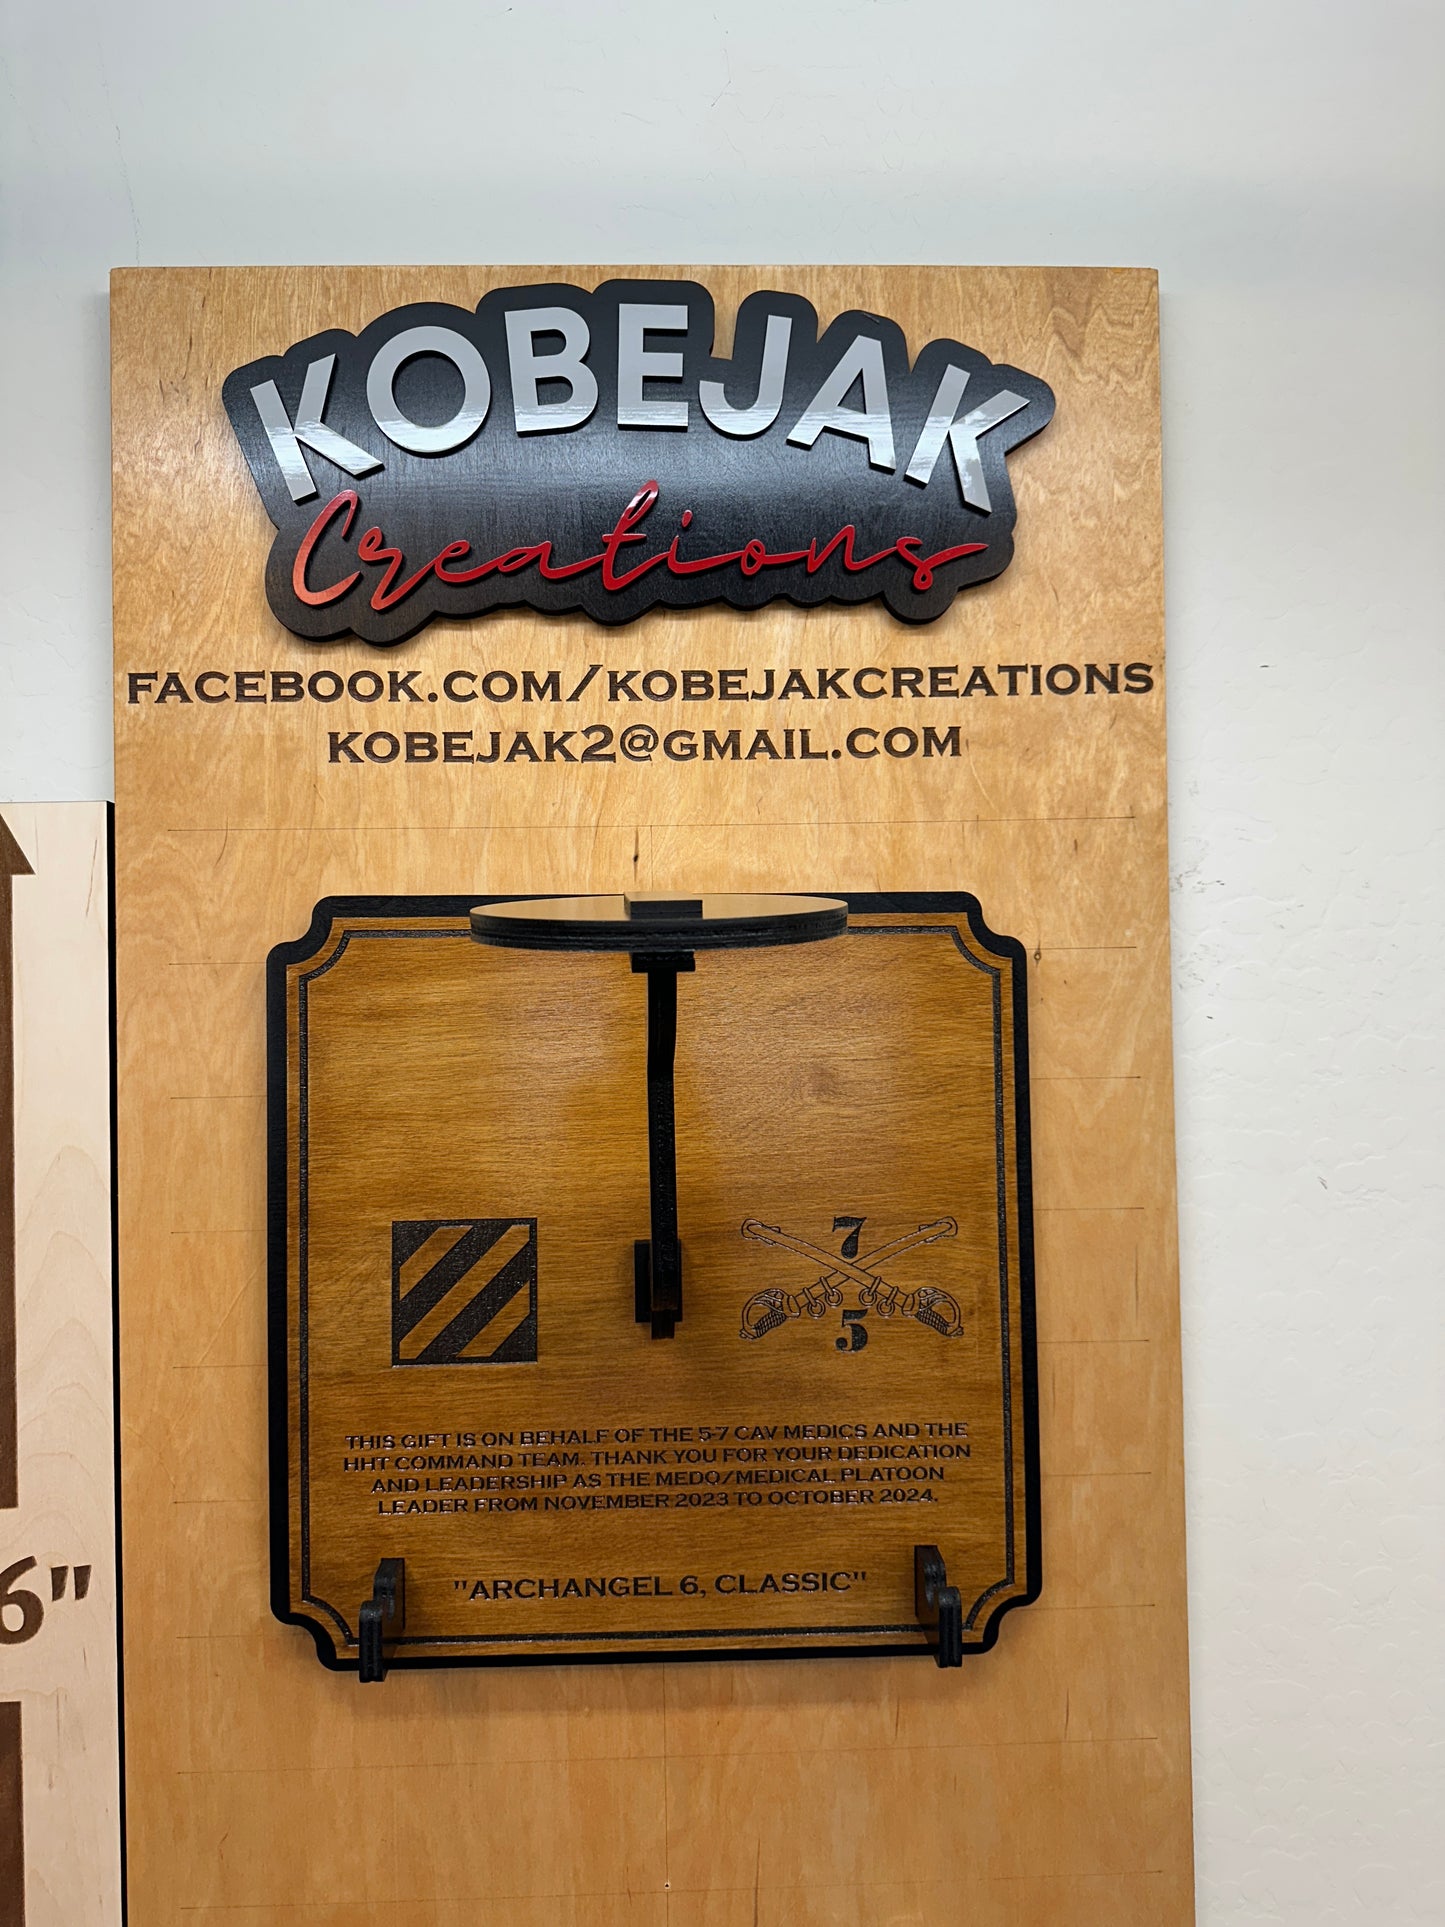 KOBEJAK
Creations
FACEBOOK.COM/KOBEJAKCREATIONS
KOBEJAK2@GMAIL.COM
7
5
THIS GIFT IS ON BEHALF OF THE 5-7 CAV MEDICS AND THE
HHT COMMAND TEAM. THANK YOU FOR YOUR DEDICATION
AND LEADERSHIP AS THE MEDO/MEDICAL PLATOON
LEADER FROM NOVEMBER 2023 TO OCTOBER 2024.
"ARCHANGEL 6, CLASSIC"
6"